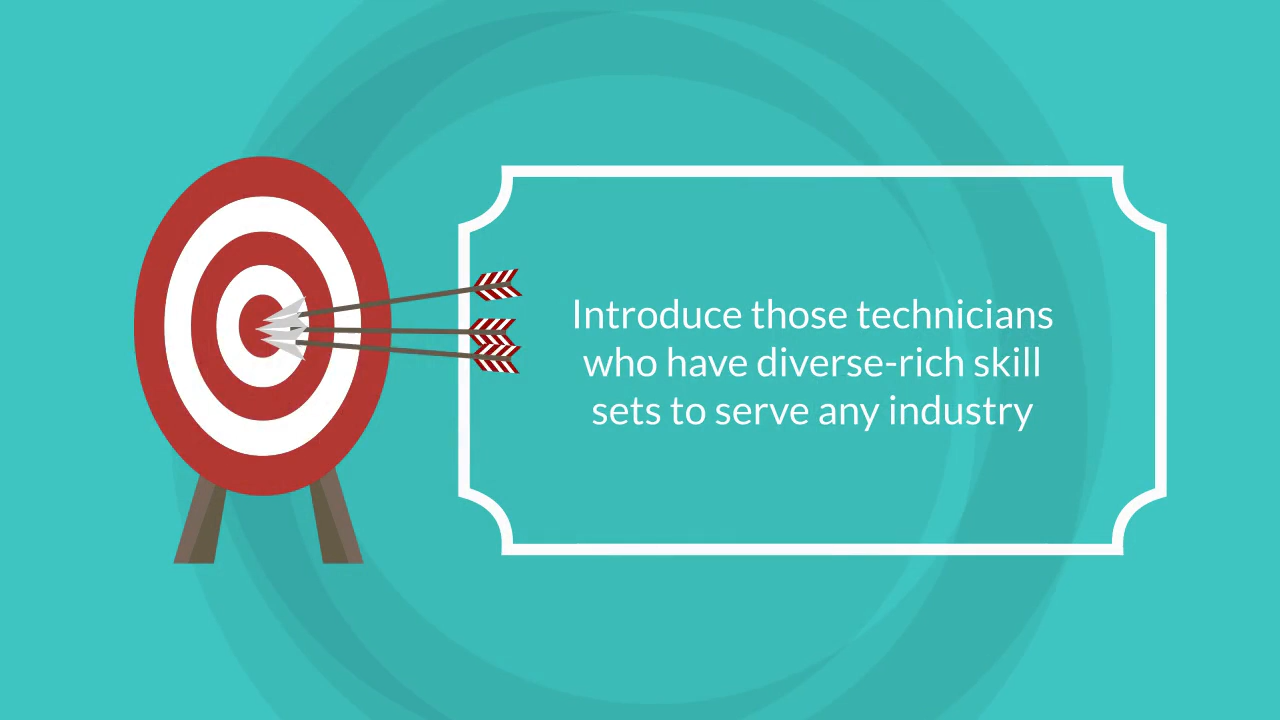 Introduce those technicians
who have diverse-rich skill
sets to serve any industry